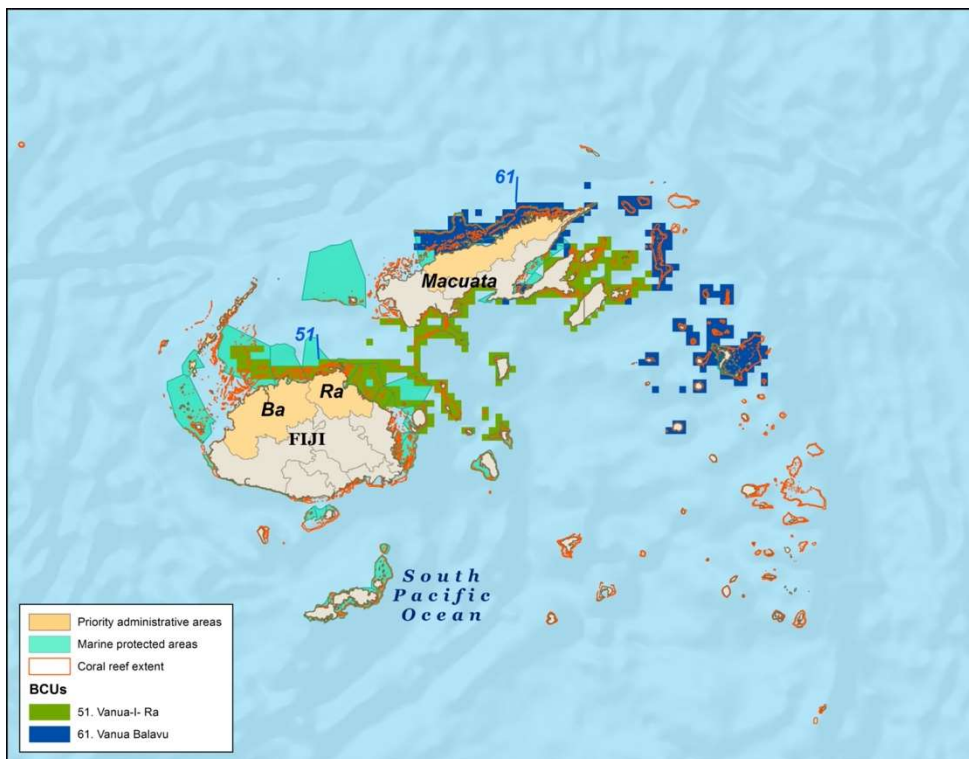 61
Macuata
51
Ra
Ba
FIJI
South
Pacific
Ocean
Priority administrative areas
Marine protected areas
Coral reef extent
BCUs
51. Vanua-I- Ra
61. Vanua Balavu